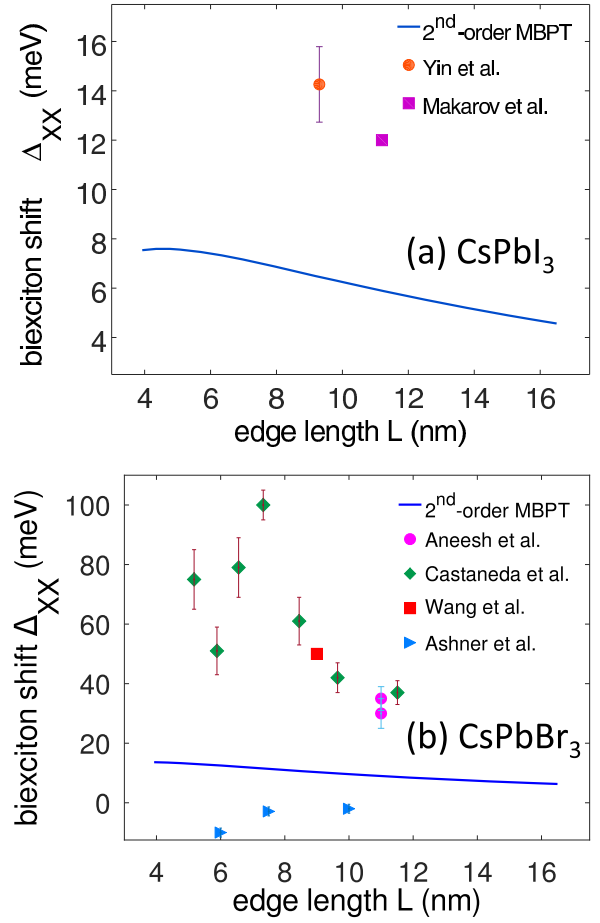 (a) CsPbI₃
2ⁿᵈ-order MBPT
Yin et al.
Makarov et al.
biexciton shift Δ_XX (meV)
16
14
12
10
8
6
4
4 6 8 10 12 14 16
edge length L (nm)
(b) CsPbBr₃
2ⁿᵈ-order MBPT
Aneesh et al.
Castaneda et al.
Wang et al.
Ashner et al.
biexciton shift Δ_XX (meV)
100
80
60
40
20
0
4 6 8 10 12 14 16
edge length L (nm)